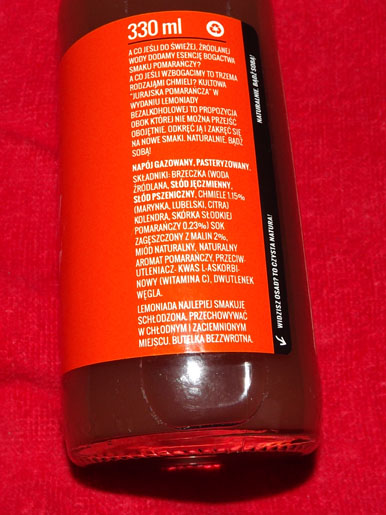 330 ml
A CO JEŚLI DO ŚWIEŻEJ, ŹRÓDLANEJ
WODY DODAMY ESENCJĘ BOGACTWA
SMAKU POMARAŃCZY?
A CO JEŚLI WZBOGACIMY TO TRZEMA
RODZAJAMI CHMIELI? KULTOWA
"JURAJSKA POMARAŃCZA" W
WYDANIU LEMONIADY
BEZALKOHOLOWEJ TO PROPOZYCJA
OBOK KTÓREJ NIE MOŻNA PRZEJŚĆ
OBOJĘTNIE. ODKRĘĆ JĄ I ZAKRĘĆ SIĘ
NA NOWE SMAKI. NATURALNIE. BĄDŹ
SOBĄ!
NAPÓJ GAZOWANY, PASTERYZOWANY.
SKŁADNIKI: BRZECZKA (WODA
ŹRÓDLANA, SŁÓD JĘCZMIENNY,
SŁÓD PSZENICZNY), CHMIELE 1.15%
(MARYNKA, LUBELSKI, CITRA)
KOLENDRA, SKÓRKA SŁODKIEJ
POMARAŃCZY 0.23%) SOK
ZAGĘSZCZONY Z MALIN 2%,
MIÓD NATURALNY, NATURALNY
AROMAT POMARAŃCZY, PRZECIW-
UTLENIACZ- KWAS L-ASKORBI-
NOWY (WITAMINA C), DWUTLENEK
WĘGLA.
LEMONIADA NAJLEPIEJ SMAKUJE
SCHŁODZONA. PRZECHOWYWAĆ
W CHŁODNYM I ZACIEMNIONYM
MIEJSCU. BUTELKA BEZZWROTNA.
NATURALNIE. BĄDŹ SOBĄ!
WIDZISZ OSAD? TO CZYSTA NATURA!